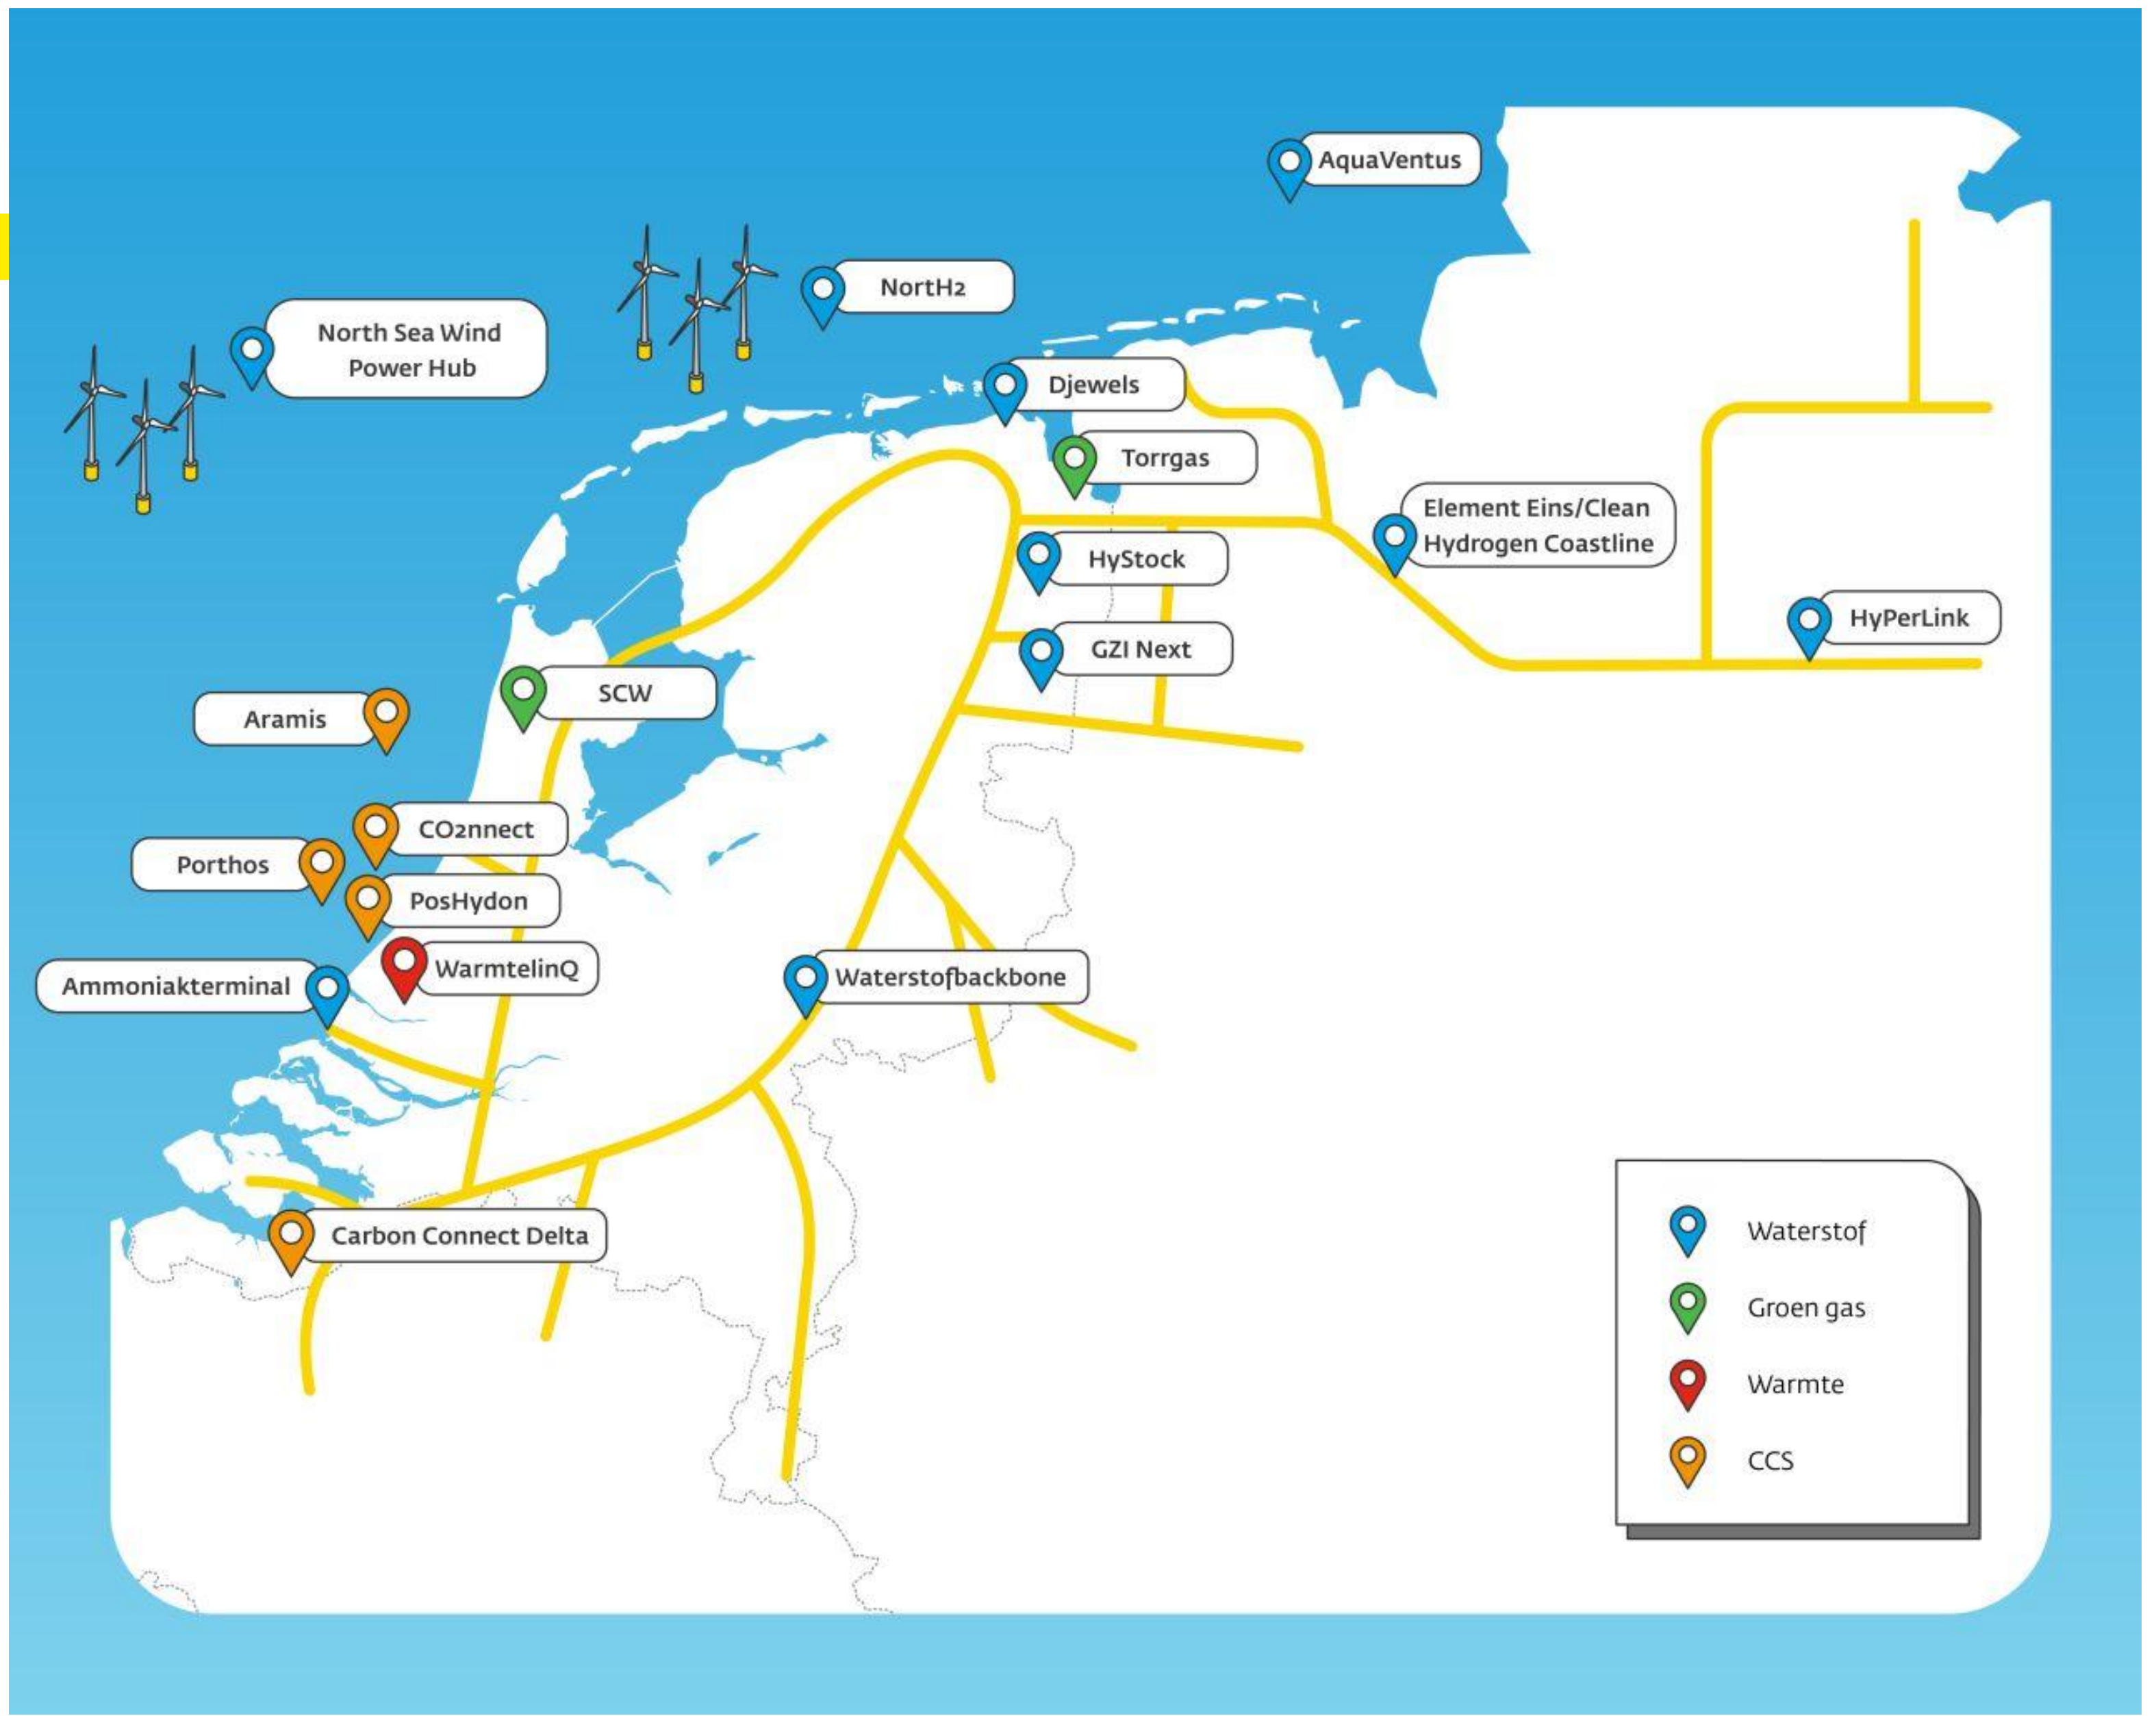 AquaVentus
NortH2
North Sea Wind
Power Hub
Djewels
Torrgas
Element Eins/Clean
Hydrogen Coastline
HyStock
HyPerLink
GZI Next
SCW
Aramis
CO2nnect
Porthos
PosHydon
WarmtelinQ
Waterstofbackbone
Ammoniakterminal
Carbon Connect Delta
Waterstof
Groen gas
Warmte
CCS